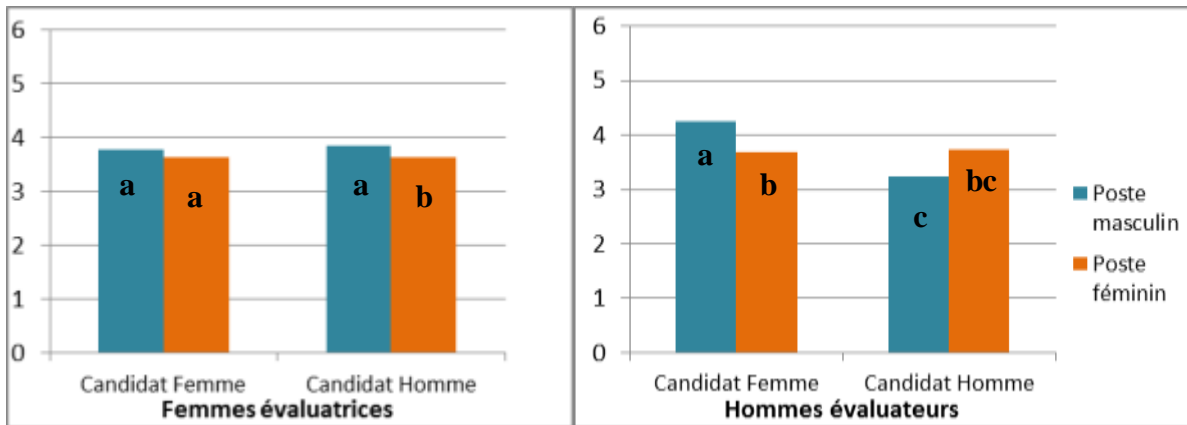 6
5
4
3
2
1
0
a
a
a
b
Candidat Femme
Candidat Homme
Femmes évaluatrices
6
5
4
3
2
1
0
a
b
c
bc
Candidat Femme
Candidat Homme
Hommes évaluateurs
Poste
masculin
Poste
féminin